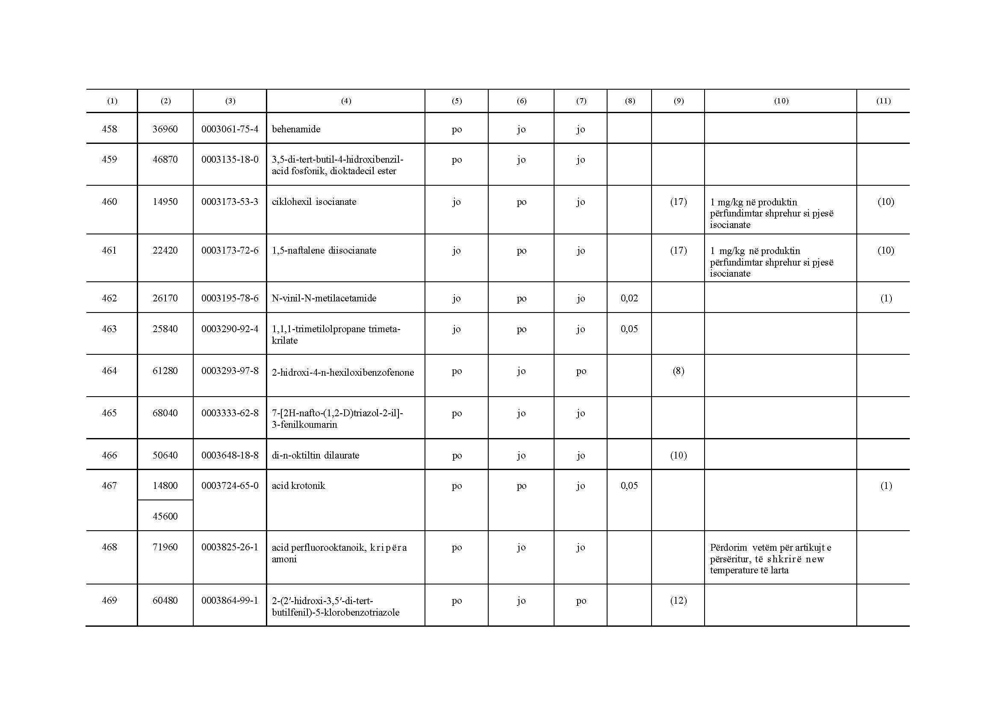 (1) (2) (3) (4) (5) (6) (7) (8) (9) (10) (11)
458 36960 0003061-75-4 behenamide po jo jo
459 46870 0003135-18-0 3,5-di-tert-butil-4-hidroxibenzil- po jo jo
acid fosfonik, dioktadecil ester
460 14950 0003173-53-3 ciklohexil isocianate jo po jo (17) 1 mg/kg në produktin (10)
përfundimtar shprehur si pjesë
isocianate
461 22420 0003173-72-6 1,5-naftalene diisocianate jo po jo (17) 1 mg/kg në produktin (10)
përfundimtar shprehur si pjesë
isocianate
462 26170 0003195-78-6 N-vinil-N-metilacetamide jo po jo 0,02 (1)
463 25840 0003290-92-4 1,1,1-trimetilolpropane trimeta- jo po jo 0,05
krilate
464 61280 0003293-97-8 2-hidroxi-4-n-hexiloxibenzofenone po jo po (8)
465 68040 0003333-62-8 7-[2H-nafto-(1,2-D)triazol-2-il]- po jo jo
3-fenilkoumarin
466 50640 0003648-18-8 di-n-oktiltin dilaurate po jo jo (10)
467 14800 0003724-65-0 acid krotonik po po jo 0,05 (1)
45600
468 71960 0003825-26-1 acid perfluorooktanoik, kripëra po jo jo Përdorim vetëm për artikujt e
amoni përsëritur, të shkrirë new
temperature të larta
469 60480 0003864-99-1 2-(2′-hidroxi-3,5′-di-tert- po jo po (12)
butilfenil)-5-klorobenzotriazole